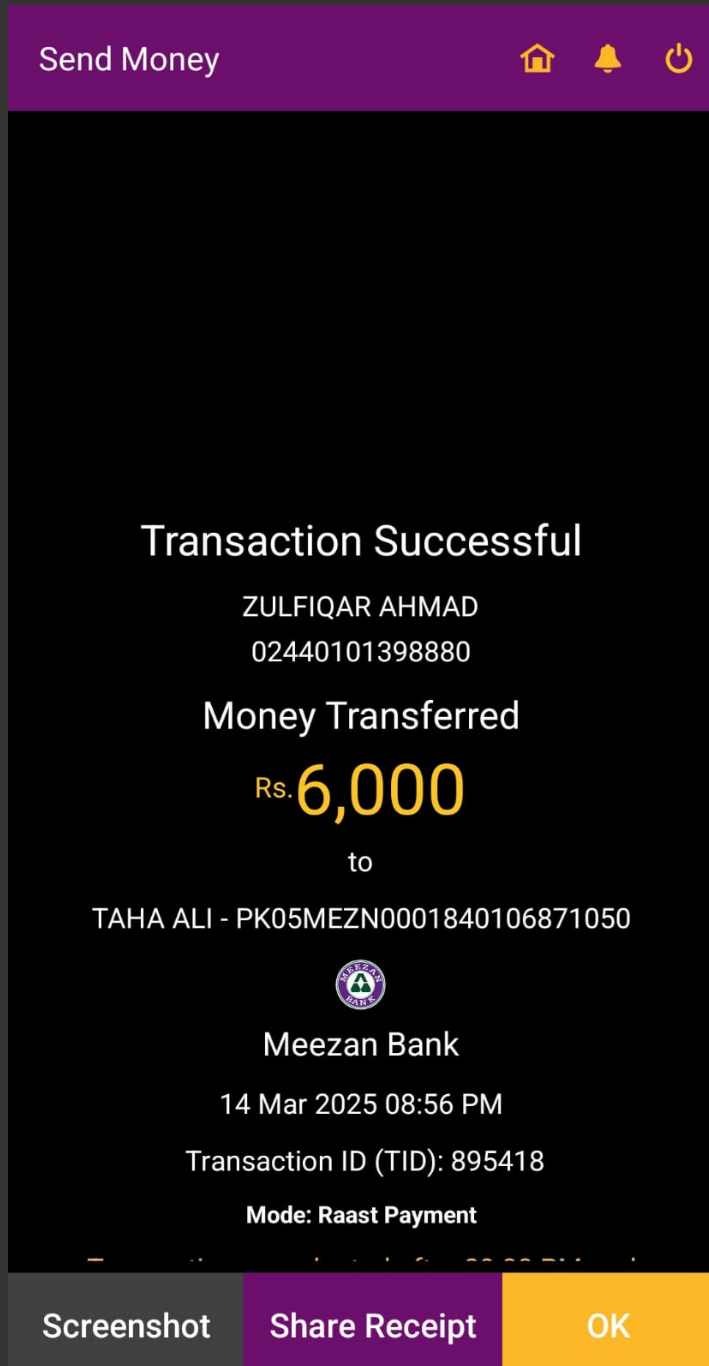 Send Money
Transaction Successful
ZULFIQAR AHMAD
02440101398880
Money Transferred
Rs.6,000
to
TAHA ALI - PK05MEZN0001840106871050
MEEZAN BANK
Meezan Bank
14 Mar 2025 08:56 PM
Transaction ID (TID): 895418
Mode: Raast Payment
Screenshot
Share Receipt
OK